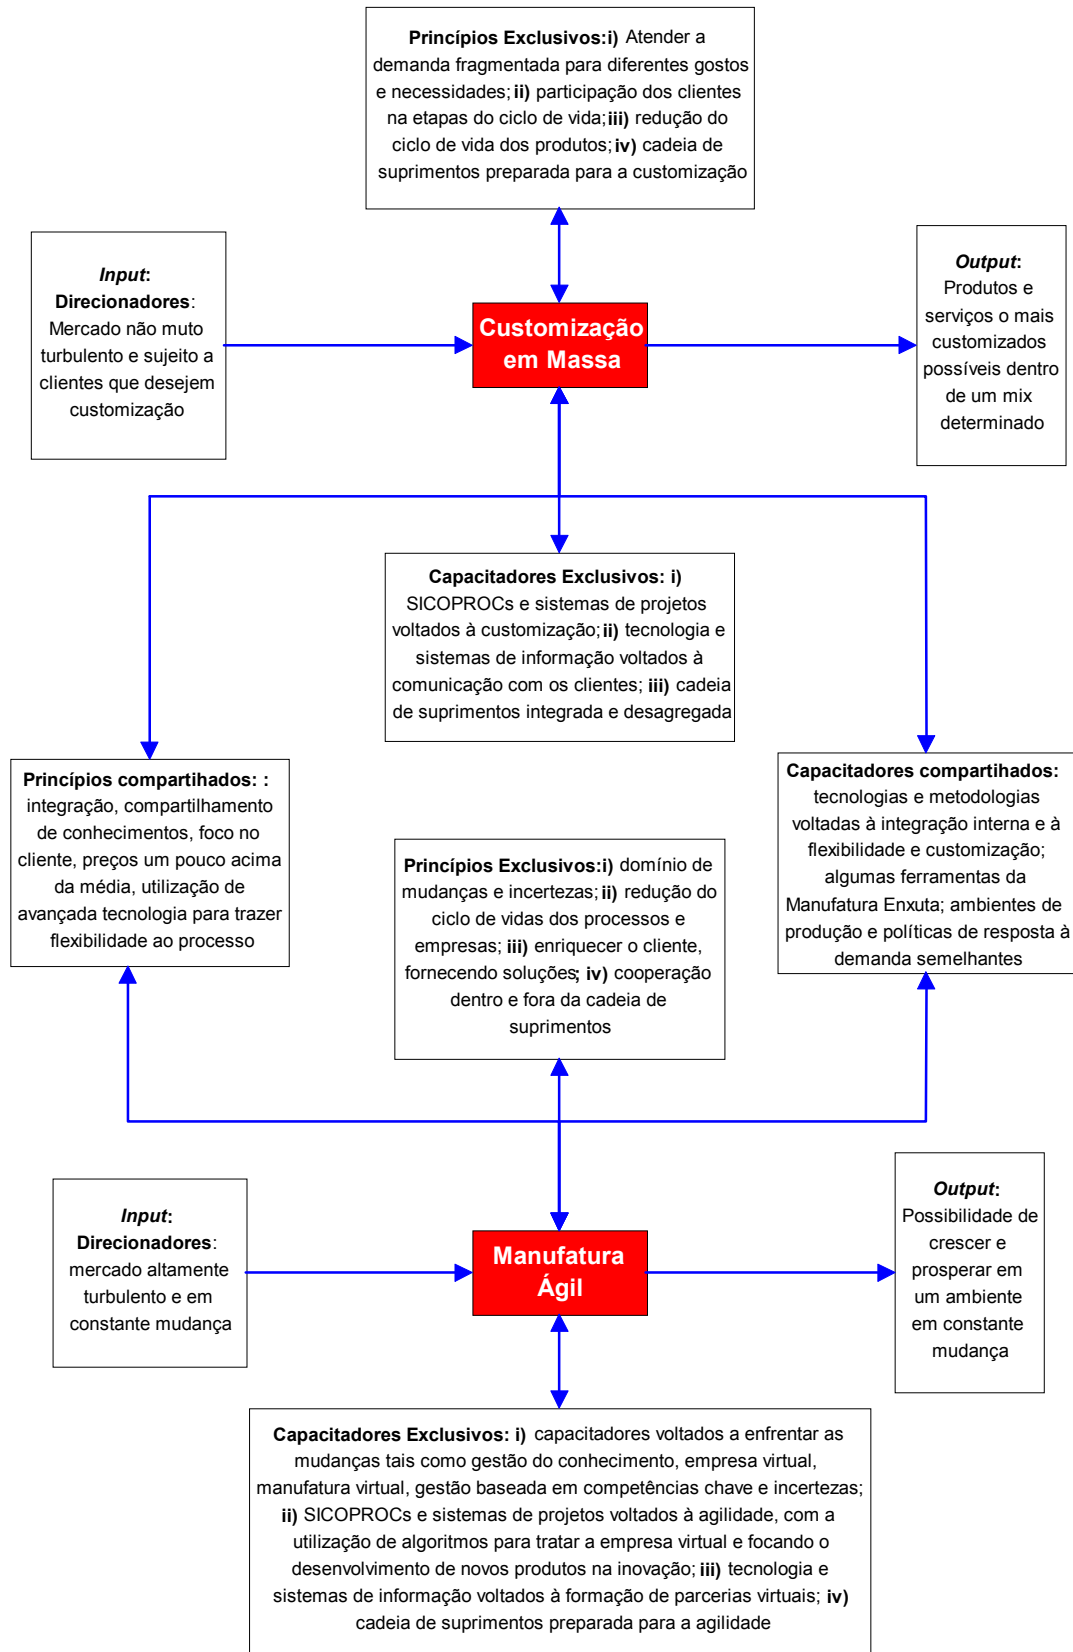 Princípios Exclusivos:i) Atender a
demanda fragmentada para diferentes gostos
e necessidades;ii) participação dos clientes
na etapas do ciclo de vida;iii) redução do
ciclo de vida dos produtos;iv) cadeia de
suprimentos preparada para a customização
Input:
Direcionadores:
Mercado não muto
turbulento e sujeito a
clientes que desejem
customização
Customização
em Massa
Output:
Produtos e
serviços o mais
customizados
possíveis dentro
de um mix
determinado
Capacitadores Exclusivos: i)
SICOPROCs e sistemas de projetos
voltados à customização;ii) tecnologia e
sistemas de informação voltados à
comunicação com os clientes; iii) cadeia
de suprimentos integrada e desagregada
Princípios compartihados: :
integração, compartilhamento
de conhecimentos, foco no
cliente, preços um pouco acima
da média, utilização de
avançada tecnologia para trazer
flexibilidade ao processo
Princípios Exclusivos:i) domínio de
mudanças e incertezas;ii) redução do
ciclo de vidas dos processos e
empresas; iii) enriquecer o cliente,
fornecendo soluções; iv) cooperação
dentro e fora da cadeia de
suprimentos
Capacitadores compartihados:
tecnologias e metodologias
voltadas à integração interna e à
flexibilidade e customização;
algumas ferramentas da
Manufatura Enxuta; ambientes de
produção e políticas de resposta à
demanda semelhantes
Input:
Direcionadores:
mercado altamente
turbulento e em
constante mudança
Manufatura
Ágil
Output:
Possibilidade de
crescer e
prosperar em
um ambiente
em constante
mudança
Capacitadores Exclusivos: i) capacitadores voltados a enfrentar as
mudanças tais como gestão do conhecimento, empresa virtual,
manufatura virtual, gestão baseada em competências chave e incertezas;
ii) SICOPROCs e sistemas de projetos voltados à agilidade, com a
utilização de algoritmos para tratar a empresa virtual e focando o
desenvolvimento de novos produtos na inovação; iii) tecnologia e
sistemas de informação voltados à formação de parcerias virtuais; iv)
cadeia de suprimentos preparada para a agilidade